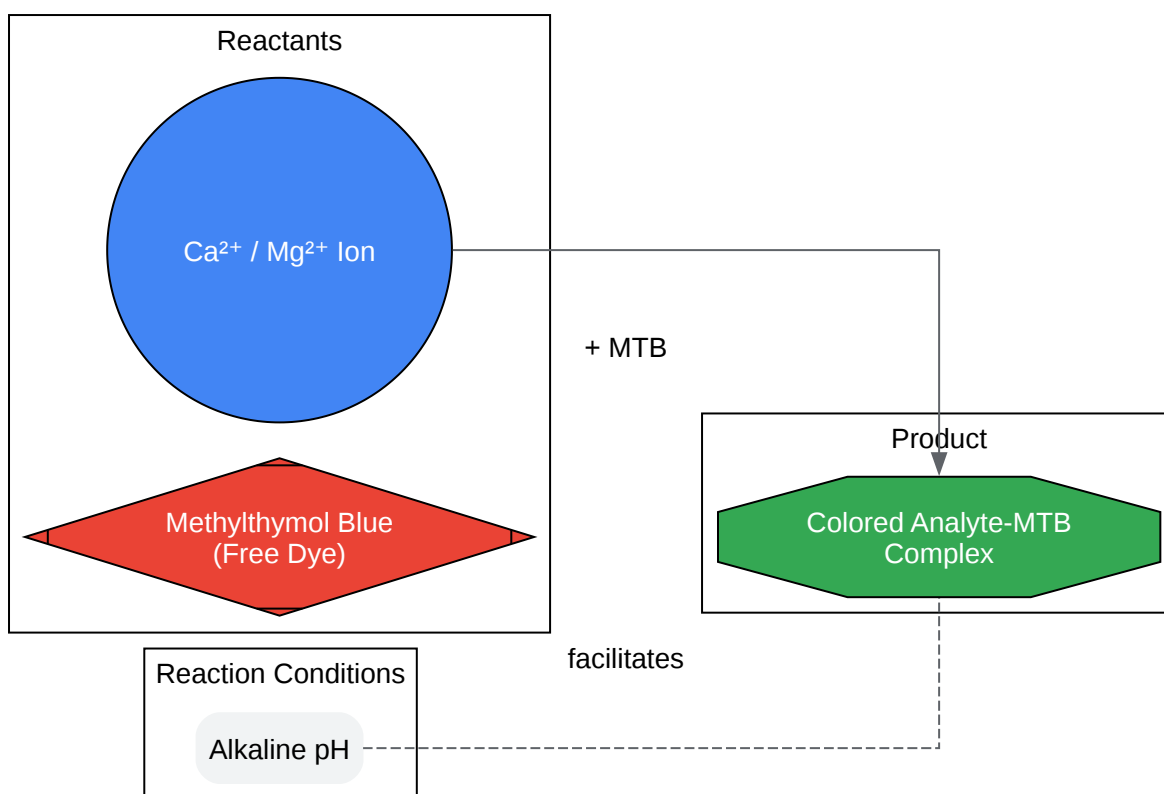 Reactants
Ca²⁺ / Mg²⁺ Ion
+ MTB
Product
Methylthymol Blue
(Free Dye)
Colored Analyte-MTB
Complex
facilitates
Reaction Conditions
Alkaline pH